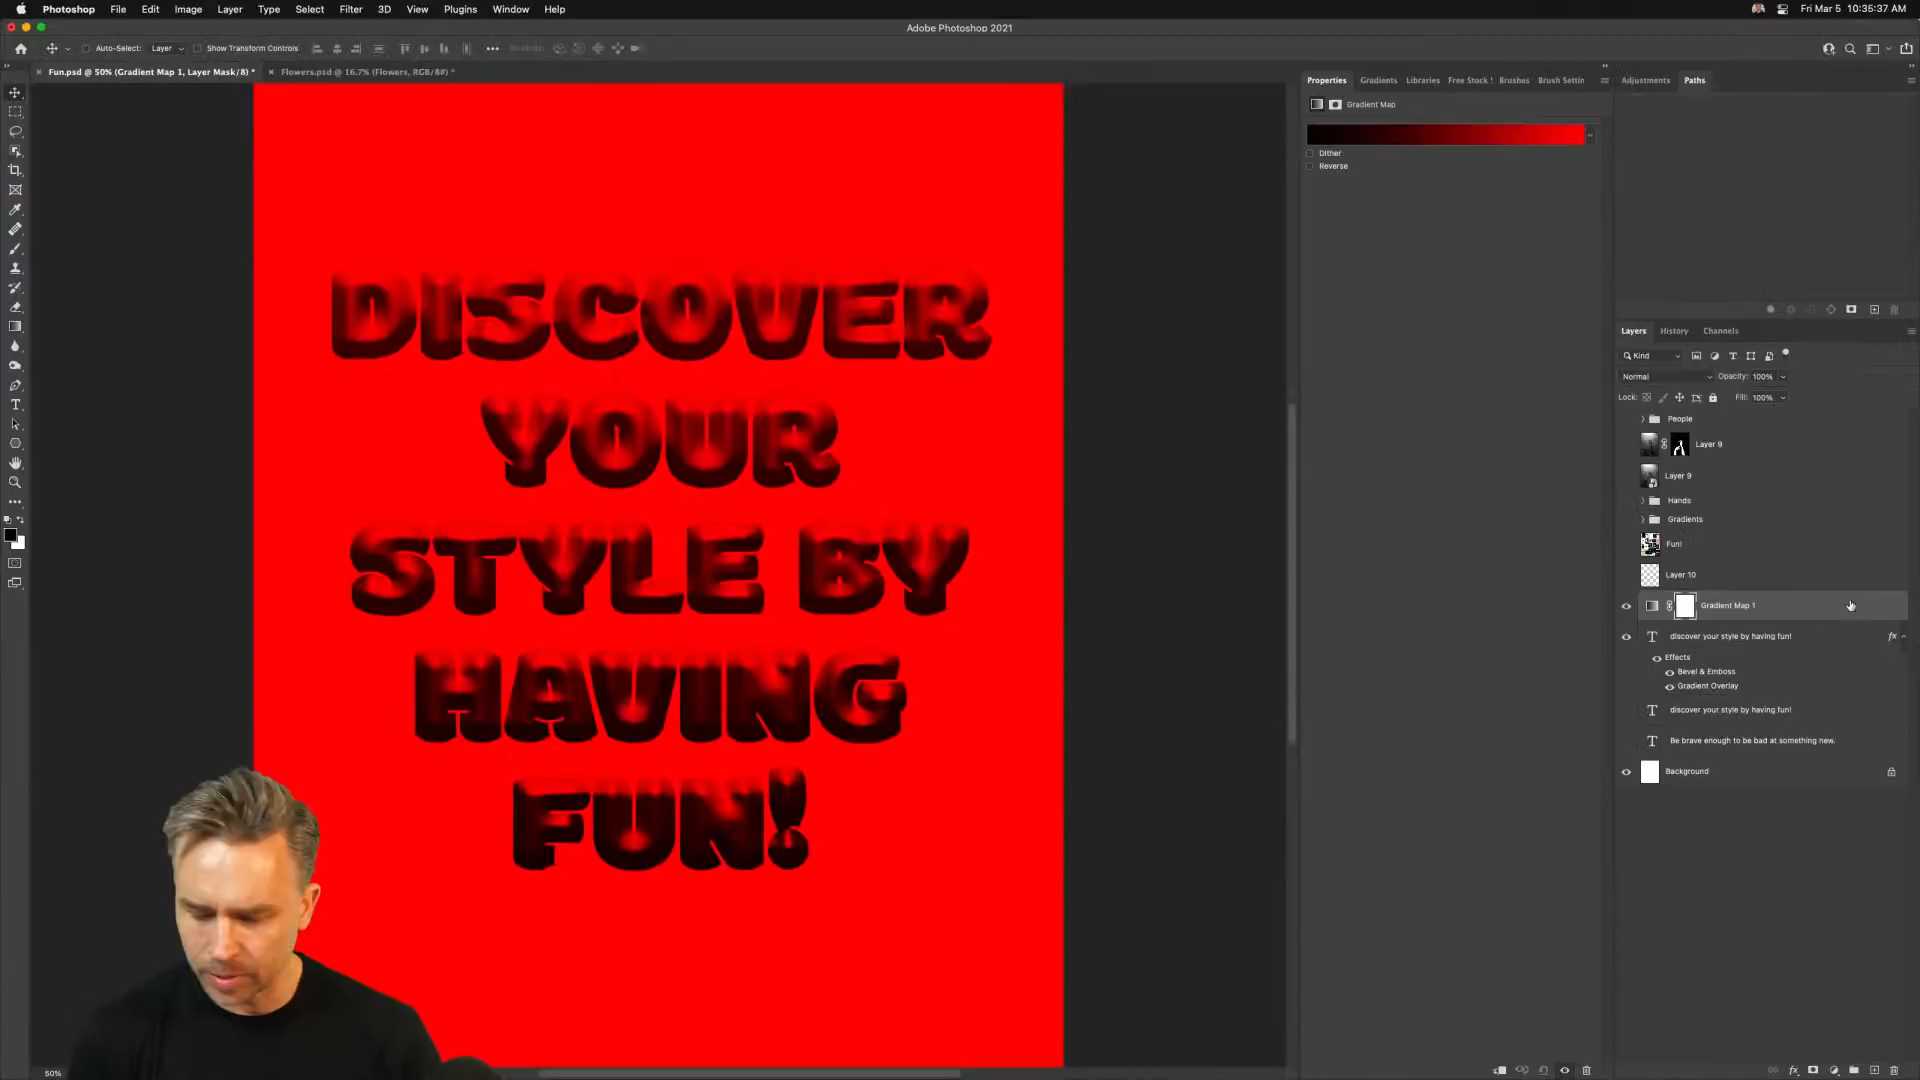 Photoshop File Edit Image Layer Type Select Filter 3D View Plugins Window Help Fri Mar 5 10:35:37 AM
Adobe Photoshop 2021
Auto-Select: Layer Show Transform Controls
Fun.psd @ 50% (Gradient Map 1, Layer Mask/8) * Flowers.psd @ 16.7% (Flowers, RGB/8#) *
Properties Gradients Libraries Free Stock Brushes Brush Settin Adjustments Paths
Gradient Map
Dither
Reverse
DISCOVER
YOUR
STYLE BY
HAVING
FUN!
Layers History Channels
Kind
Normal Opacity: 100%
Lock: Fill: 100%
People
Layer 9
Layer 9
Hands
Gradients
Fun!
Layer 10
Gradient Map 1
discover your style by having fun! fx
Effects
Bevel & Emboss
Gradient Overlay
discover your style by having fun!
Be brave enough to be bad at something new.
Background
50%